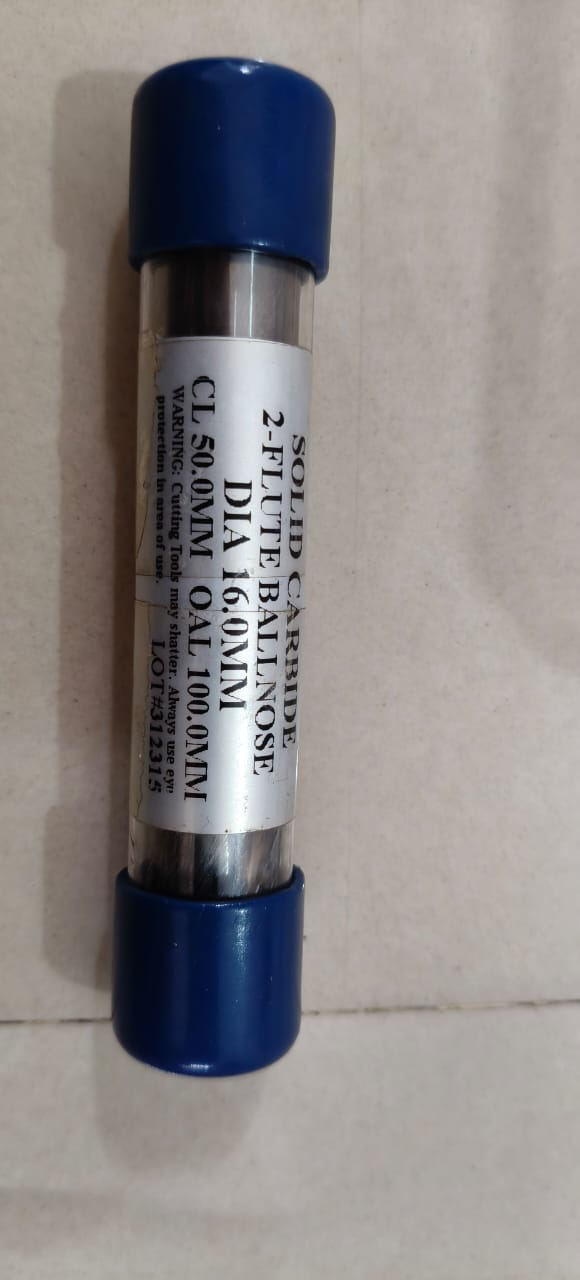 SOLID CARBIDE
2-FLUTE BALLNOSE
DIA 16.0MM
CL 50.0MM OAL 100.0MM
WARNING: Cutting Tools may shatter. Always use eye
protection in area of use.
LOT#312315